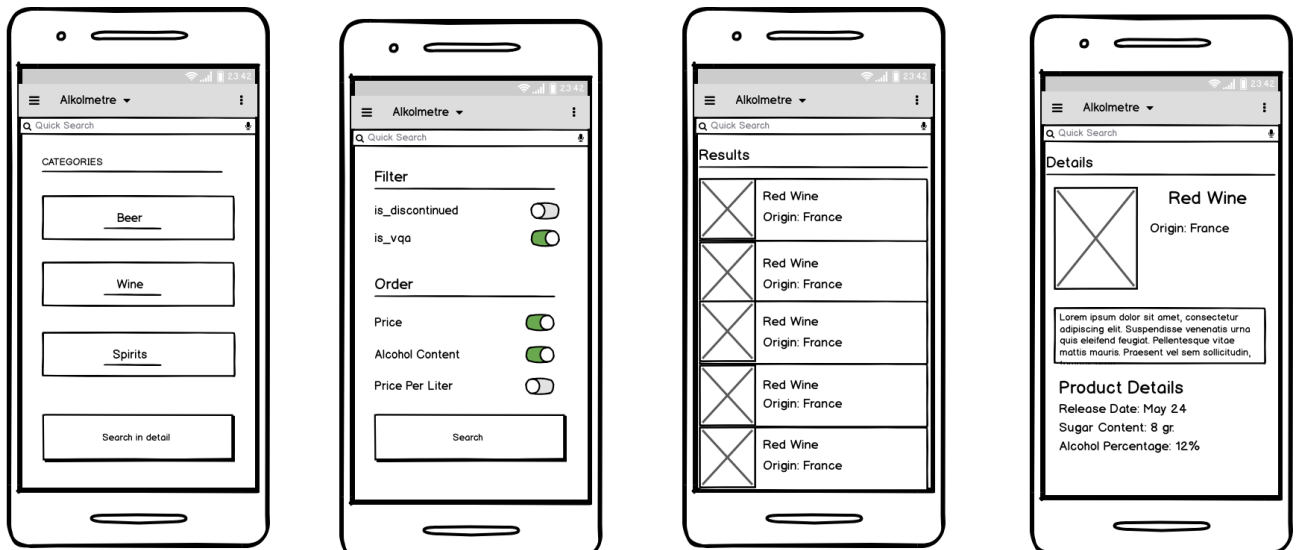 23:42
Alkolmetre
Quick Search
CATEGORIES
Beer
Wine
Spirits
Search in detail
23:42
Alkolmetre
Quick Search
Filter
is_discontinued
is_vqa
Order
Price
Alcohol Content
Price Per Liter
Search
23:42
Alkolmetre
Quick Search
Results
Red Wine
Origin: France
Red Wine
Origin: France
Red Wine
Origin: France
Red Wine
Origin: France
Red Wine
Origin: France
23:42
Alkolmetre
Quick Search
Details
Red Wine
Origin: France
Lorem ipsum dolor sit amet, consectetur
adipiscing elit. Suspendisse venenatis urna
quis eleifend feugiat. Pellentesque vitae
mattis mauris. Praesent vel sem sollicitudin,
Product Details
Release Date: May 24
Sugar Content: 8 gr.
Alcohol Percentage: 12%